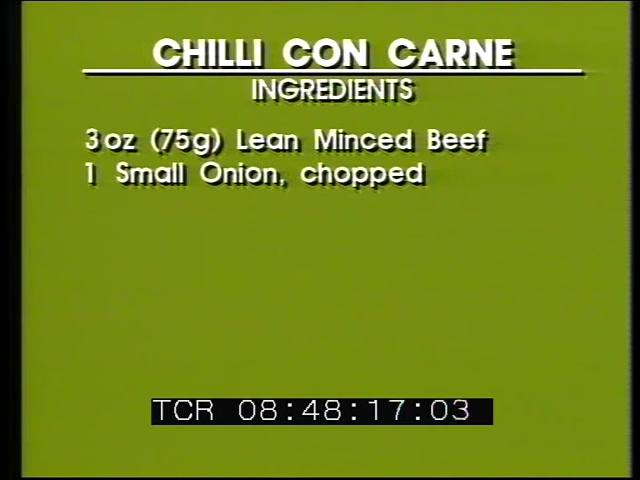 CHILLI CON CARNE
INGREDIENTS
3oz (75g) Lean Minced Beef
1 Small Onion, chopped
TCR 08:48:17:03